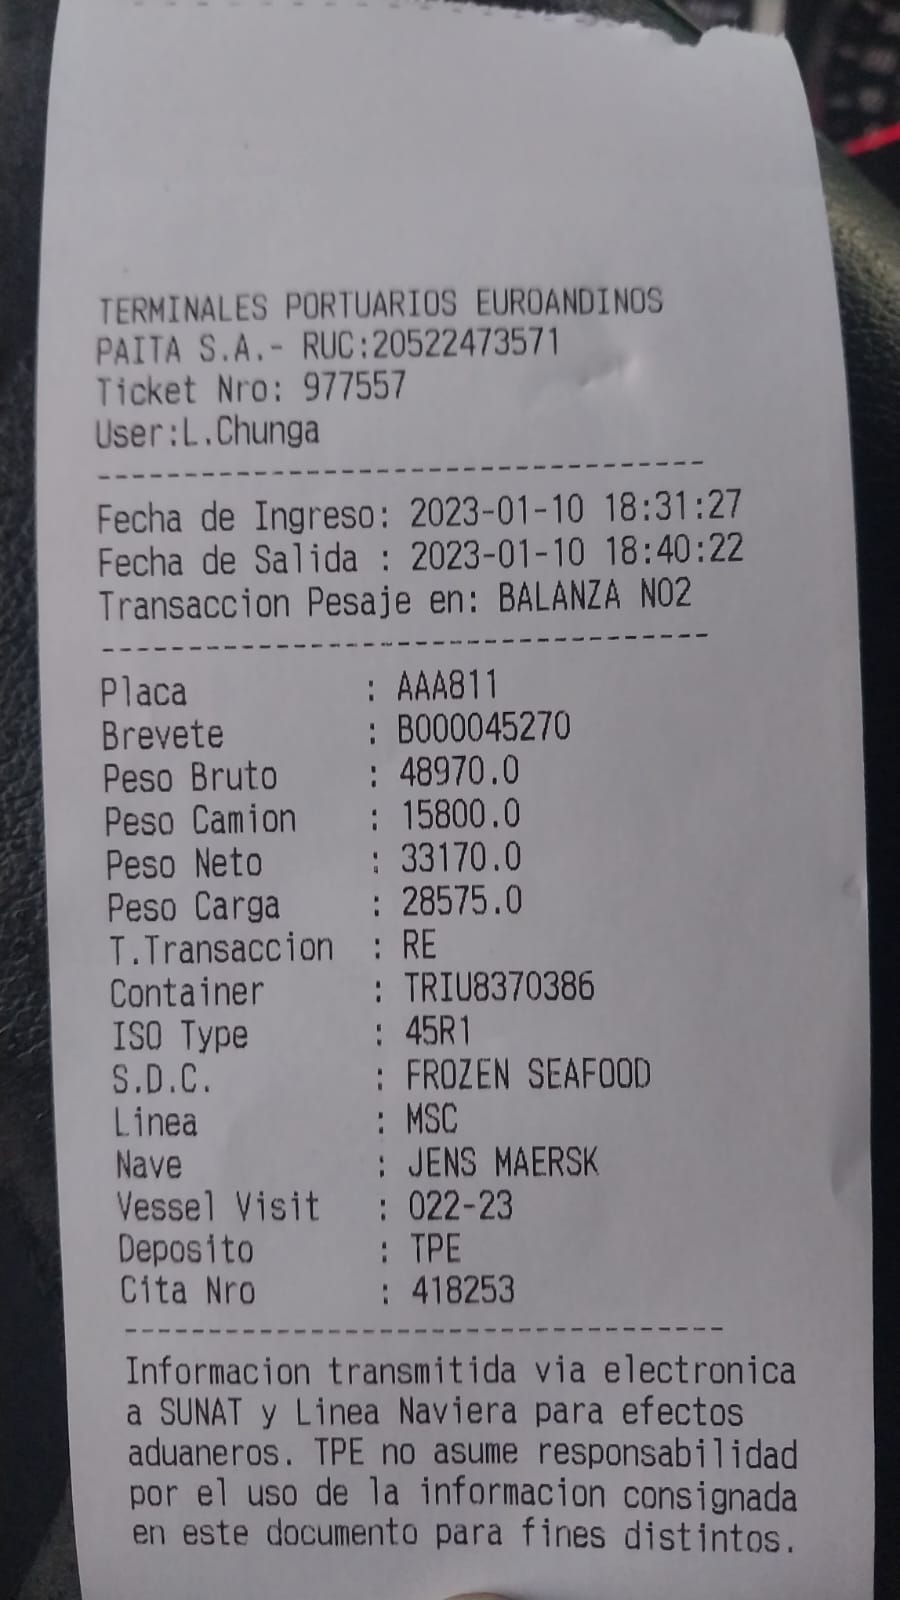 TERMINALES PORTUARIOS EUROANDINOS
PAITA S.A.- RUC:20522473571
Ticket Nro: 977557
User:L.Chunga
-----------------------------------
Fecha de Ingreso: 2023-01-10 18:31:27
Fecha de Salida : 2023-01-10 18:40:22
Transaccion Pesaje en: BALANZA NO2
-----------------------------------
Placa : AAA811
Brevete : B000045270
Peso Bruto : 48970.0
Peso Camion : 15800.0
Peso Neto : 33170.0
Peso Carga : 28575.0
T.Transaccion : RE
Container : TRIU8370386
ISO Type : 45R1
S.D.C. : FROZEN SEAFOOD
Linea : MSC
Nave : JENS MAERSK
Vessel Visit : 022-23
Deposito : TPE
Cita Nro : 418253
-----------------------------------
Informacion transmitida via electronica
a SUNAT y Linea Naviera para efectos
aduaneros. TPE no asume responsabilidad
por el uso de la informacion consignada
en este documento para fines distintos.